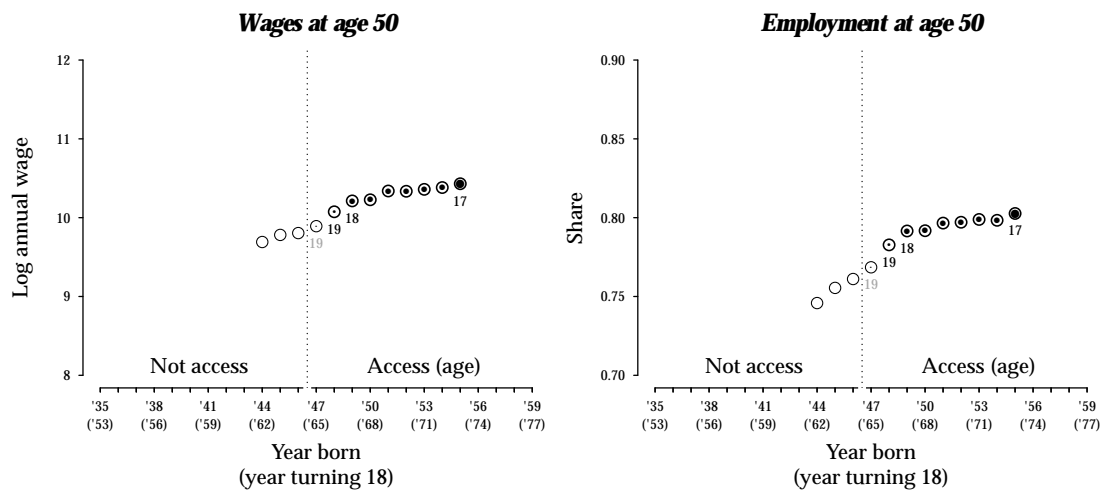 Wages at age 50
12
11
10
9
8
Log annual wage
19
19
18
17
Not access
Access (age)
'35 '38 '41 '44 '47 '50 '53 '56 '59
('53) ('56) ('59) ('62) ('65) ('68) ('71) ('74) ('77)
Year born
(year turning 18)
Employment at age 50
0.90
0.85
0.80
0.75
0.70
Share
19
19
18
17
Not access
Access (age)
'35 '38 '41 '44 '47 '50 '53 '56 '59
('53) ('56) ('59) ('62) ('65) ('68) ('71) ('74) ('77)
Year born
(year turning 18)